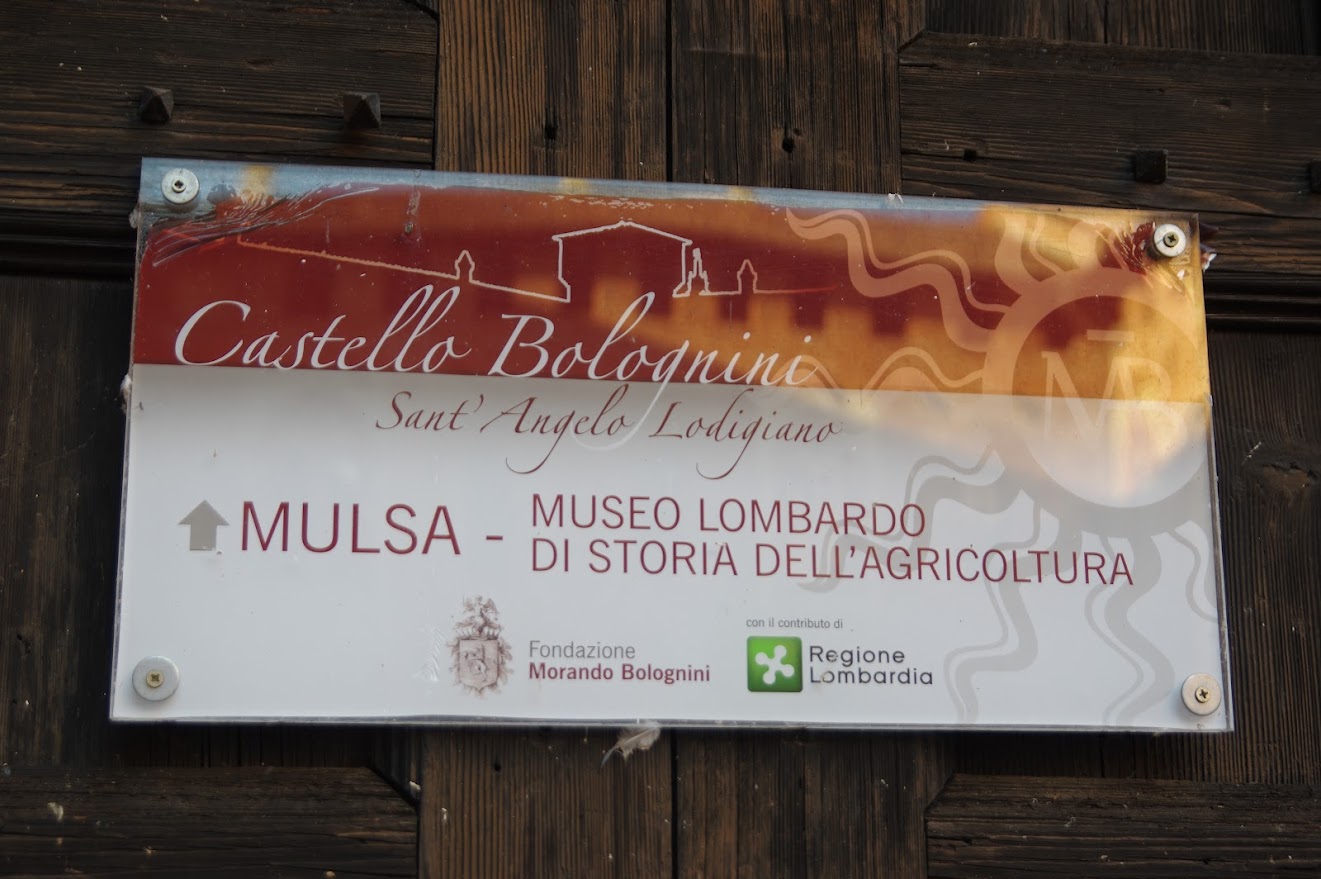 Castello Bolognini
Sant'Angelo Lodigiano
MULSA - MUSEO LOMBARDO
DI STORIA DELL'AGRICOLTURA
Fondazione
Morando Bolognini
con il contributo di
Regione
Lombardia
MB